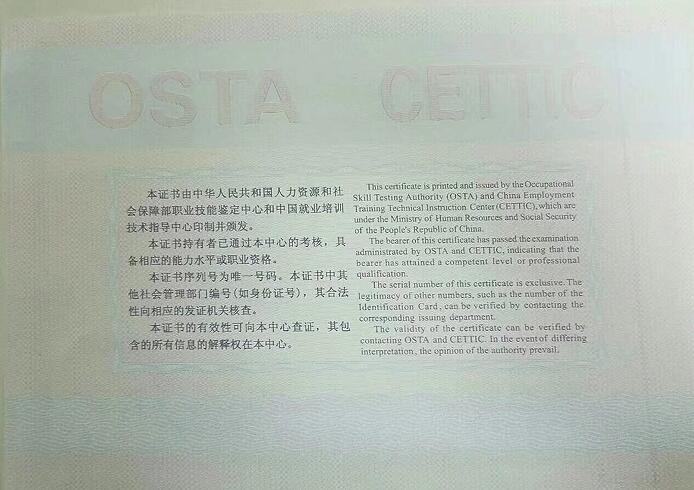 OSTA CETTIC
本证书由中华人民共和国人力资源和社
会保障部职业技能鉴定中心和中国就业培训
技术指导中心印制并颁发。
本证书持有者已通过本中心的考核，具
备相应的能力水平或职业资格。
本证书序列号为唯一号码。本证书中其
他社会管理部门编号(如身份证号)，其合法
性向相应的发证机关核查。
本证书的有效性可向本中心查证，其包
含的所有信息的解释权在本中心。
This certificate is printed and issued by the Occupational
Skill Testing Authority (OSTA) and China Employment
Training Technical Instruction Center (CETTIC), which are
under the Ministry of Human Resources and Social Security
of the People's Republic of China.
The bearer of this certificate has passed the examination
administrated by OSTA and CETTIC, indicating that the
bearer has attained a competent level or professional
qualification.
The serial number of this certificate is exclusive. The
legitimacy of other numbers, such as the number of the
Identification Card, can be verified by contacting the
corresponding issuing department.
The validity of the certificate can be verified by
contacting OSTA and CETTIC. In the event of differing
interpretation, the opinion of the authority prevail.